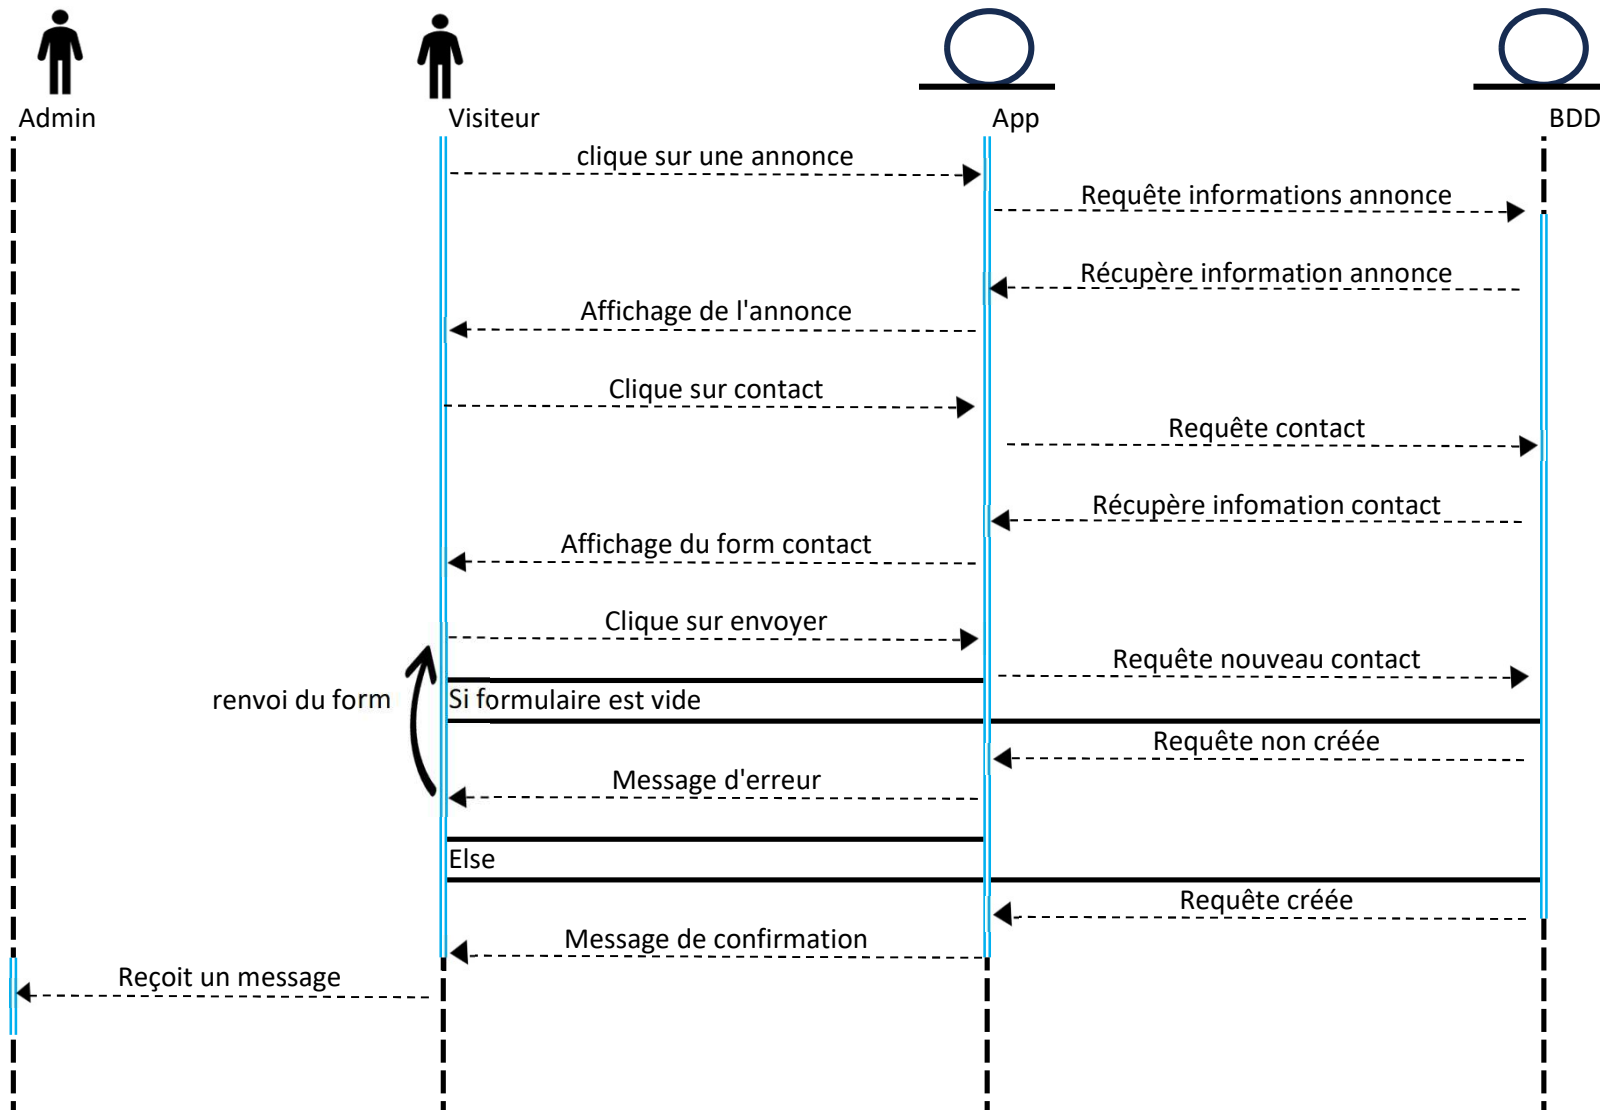 Admin
Visiteur
App
BDD
clique sur une annonce
Requête informations annonce
Récupère information annonce
Affichage de l'annonce
Clique sur contact
Requête contact
Récupère infomation contact
Affichage du form contact
Clique sur envoyer
Requête nouveau contact
renvoi du form
Si formulaire est vide
Requête non créée
Message d'erreur
Else
Requête créée
Message de confirmation
Reçoit un message